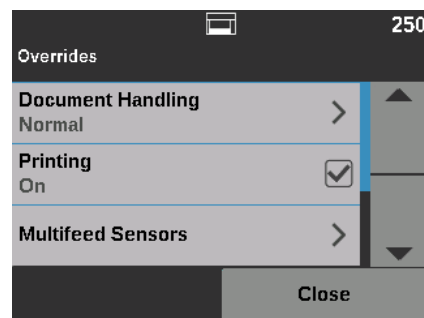 250
Overrides
Document Handling
Normal
Printing
On
Multifeed Sensors
Close